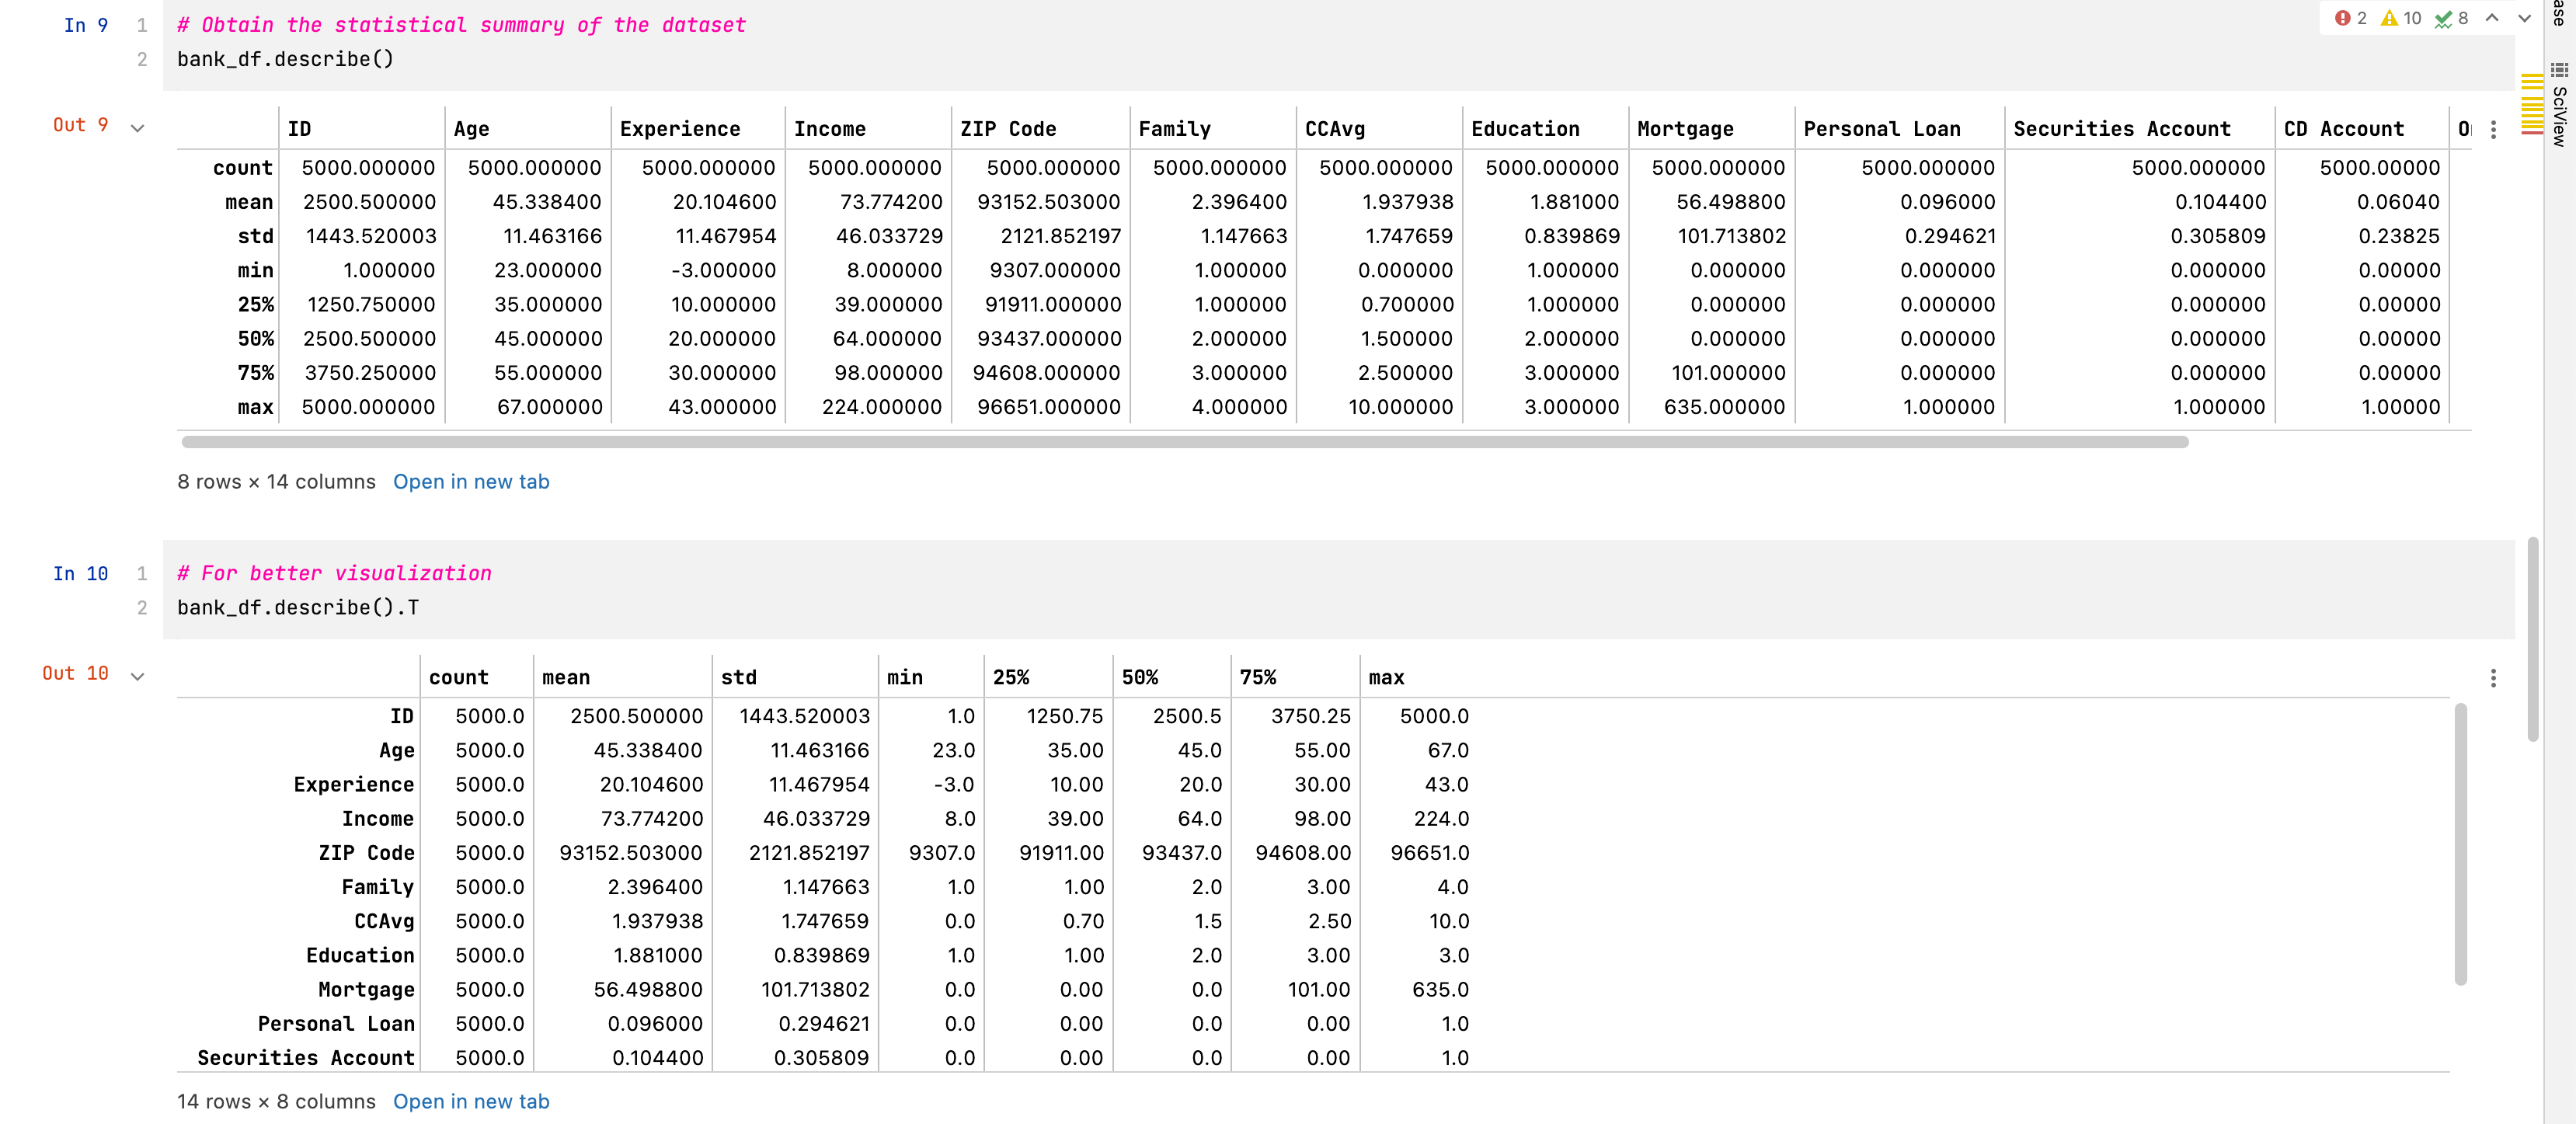 In 9 1 # Obtain the statistical summary of the dataset
2 bank_df.describe()
2 10 8
ase
SciView
Out 9
ID Age Experience Income ZIP Code Family CCAvg Education Mortgage Personal Loan Securities Account CD Account
count 5000.000000 5000.000000 5000.000000 5000.000000 5000.000000 5000.000000 5000.000000 5000.000000 5000.000000 5000.000000 5000.000000 5000.00000
mean 2500.500000 45.338400 20.104600 73.774200 93152.503000 2.396400 1.937938 1.881000 56.498800 0.096000 0.104400 0.06040
std 1443.520003 11.463166 11.467954 46.033729 2121.852197 1.147663 1.747659 0.839869 101.713802 0.294621 0.305809 0.23825
min 1.000000 23.000000 -3.000000 8.000000 9307.000000 1.000000 0.000000 1.000000 0.000000 0.000000 0.000000 0.00000
25% 1250.750000 35.000000 10.000000 39.000000 91911.000000 1.000000 0.700000 1.000000 0.000000 0.000000 0.000000 0.00000
50% 2500.500000 45.000000 20.000000 64.000000 93437.000000 2.000000 1.500000 2.000000 0.000000 0.000000 0.000000 0.00000
75% 3750.250000 55.000000 30.000000 98.000000 94608.000000 3.000000 2.500000 3.000000 101.000000 0.000000 0.000000 0.00000
max 5000.000000 67.000000 43.000000 224.000000 96651.000000 4.000000 10.000000 3.000000 635.000000 1.000000 1.000000 1.00000
8 rows × 14 columns Open in new tab
In 10 1 # For better visualization
2 bank_df.describe().T
Out 10
count mean std min 25% 50% 75% max
ID 5000.0 2500.500000 1443.520003 1.0 1250.75 2500.5 3750.25 5000.0
Age 5000.0 45.338400 11.463166 23.0 35.00 45.0 55.00 67.0
Experience 5000.0 20.104600 11.467954 -3.0 10.00 20.0 30.00 43.0
Income 5000.0 73.774200 46.033729 8.0 39.00 64.0 98.00 224.0
ZIP Code 5000.0 93152.503000 2121.852197 9307.0 91911.00 93437.0 94608.00 96651.0
Family 5000.0 2.396400 1.147663 1.0 1.00 2.0 3.00 4.0
CCAvg 5000.0 1.937938 1.747659 0.0 0.70 1.5 2.50 10.0
Education 5000.0 1.881000 0.839869 1.0 1.00 2.0 3.00 3.0
Mortgage 5000.0 56.498800 101.713802 0.0 0.00 0.0 101.00 635.0
Personal Loan 5000.0 0.096000 0.294621 0.0 0.00 0.0 0.00 1.0
Securities Account 5000.0 0.104400 0.305809 0.0 0.00 0.0 0.00 1.0
14 rows × 8 columns Open in new tab